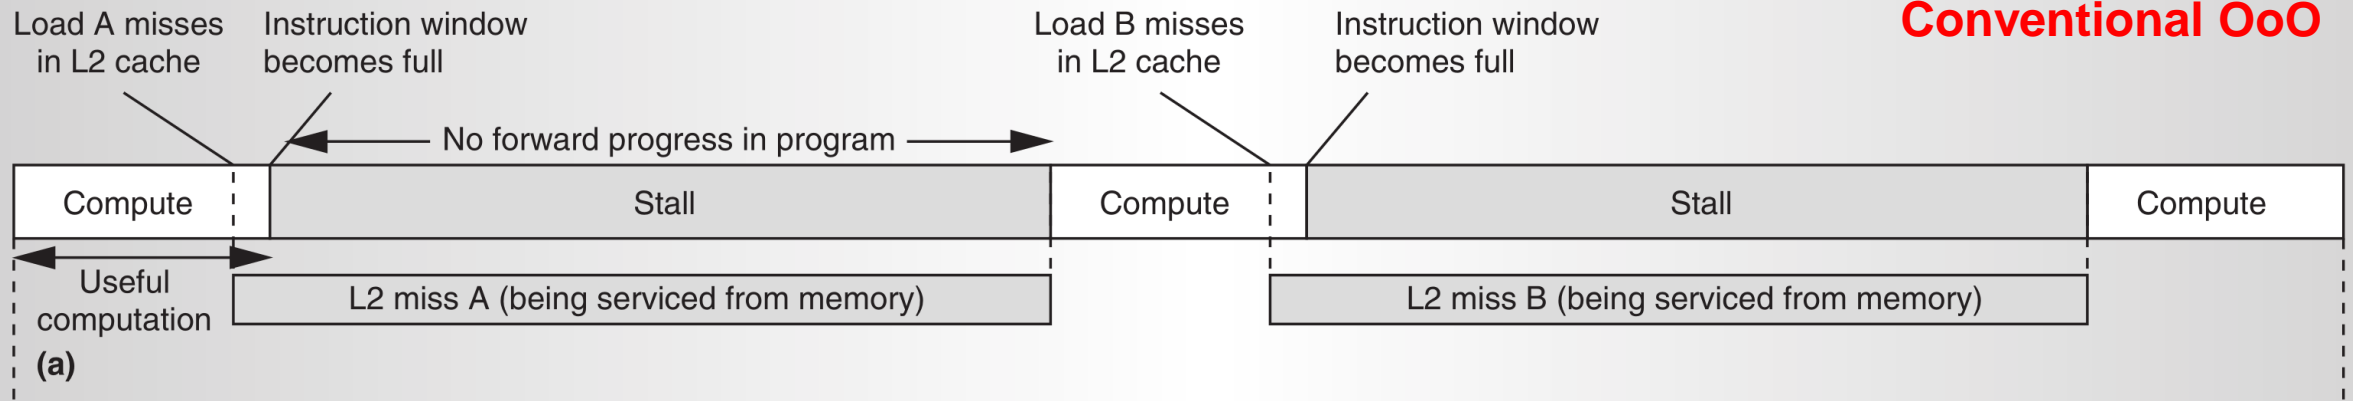 Load A misses
in L2 cache
Instruction window
becomes full
Load B misses
in L2 cache
Instruction window
becomes full
Conventional OoO
No forward progress in program
Compute
Stall
Compute
Stall
Compute
Useful
computation
L2 miss A (being serviced from memory)
L2 miss B (being serviced from memory)
(a)